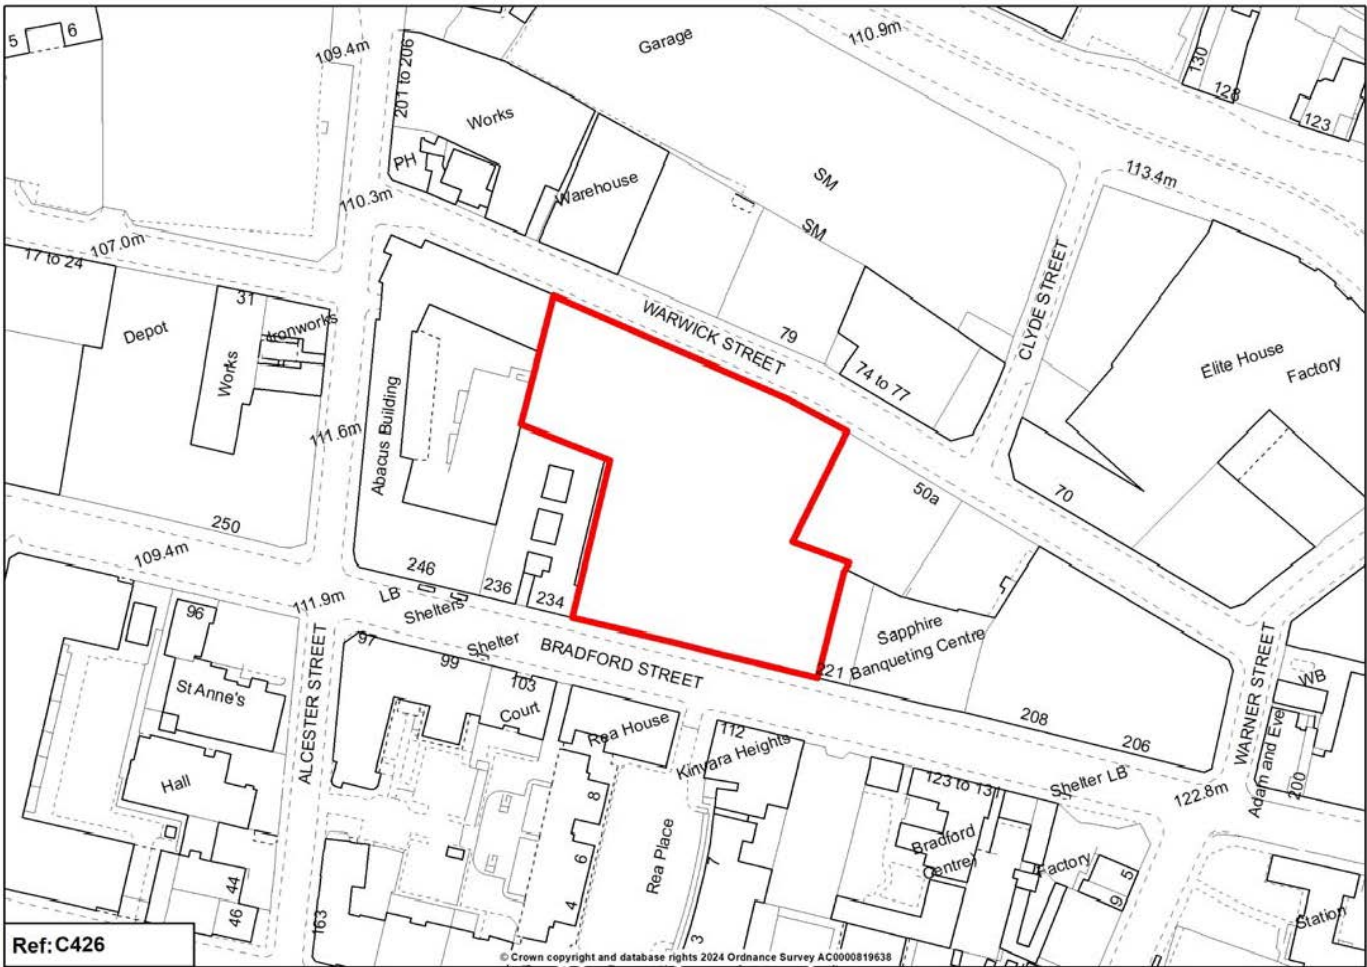 5
6
109.4m
201 to 206
Garage
110.9m
130
128
123
Works
PH
Warehouse
SM
SM
113.4m
110.3m
107.0m
17 to 24
31
Ironworks
Depot
Works
WARWICK STREET
79
74 to 77
CLYDE STREET
Elite House
Factory
Abacus Building
111.6m
50a
70
250
109.4m
246
236
234
LB
Shelters
111.9m
96
97
99
Shelter
BRADFORD STREET
221
Sapphire
Banqueting Centre
St Anne's
ALCESTER STREET
103
Court
Rea House
112
Kinvara Heights
208
206
WARNER STREET
WB
Adam and Eve
200
Hall
8
6
4
Rea Place
7
3
123 to 131
Shelter LB
122.8m
Bradford
Centre)
Factory
5
9
Station
44
46
163
Ref:C426
© Crown copyright and database rights 2024 Ordnance Survey AC0000819638